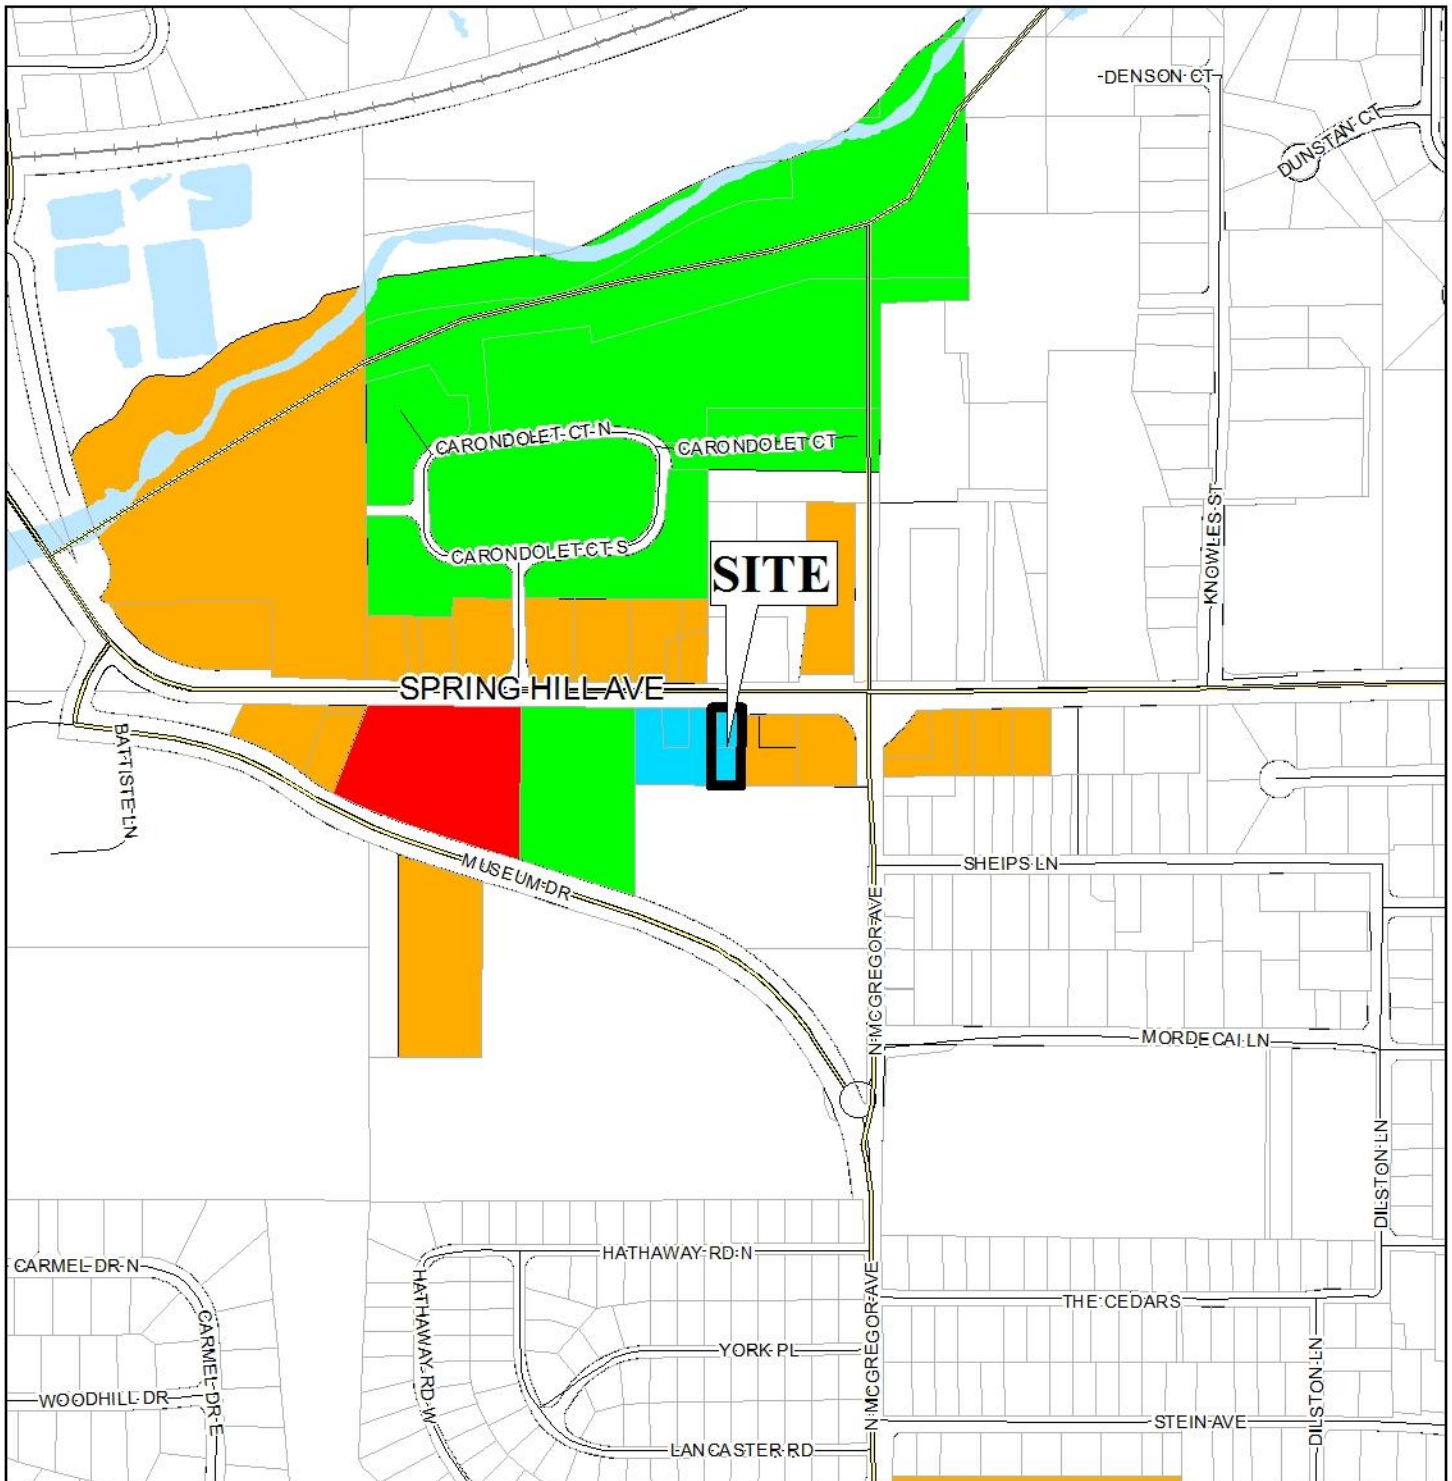 DENSON CT
DUNSTAN CT
CARONDOLET CT N
CARONDOLET CT
CARONDOLET CT S
SITE
KNOWLES ST
SPRING HILL AVE
BATTISTE LN
MUSEUM DR
SHEIPS LN
N MCGREGOR AVE
MORDECAI LN
DILSTON LN
HATHAWAY RD N
CARMEL DR N
HATHAWAY RD W
N MCGREGOR AVE
THE CEDARS
CARMEL DR E
YORK PL
WOODHILL DR
DILSTON LN
STEIN AVE
LANCASTER RD